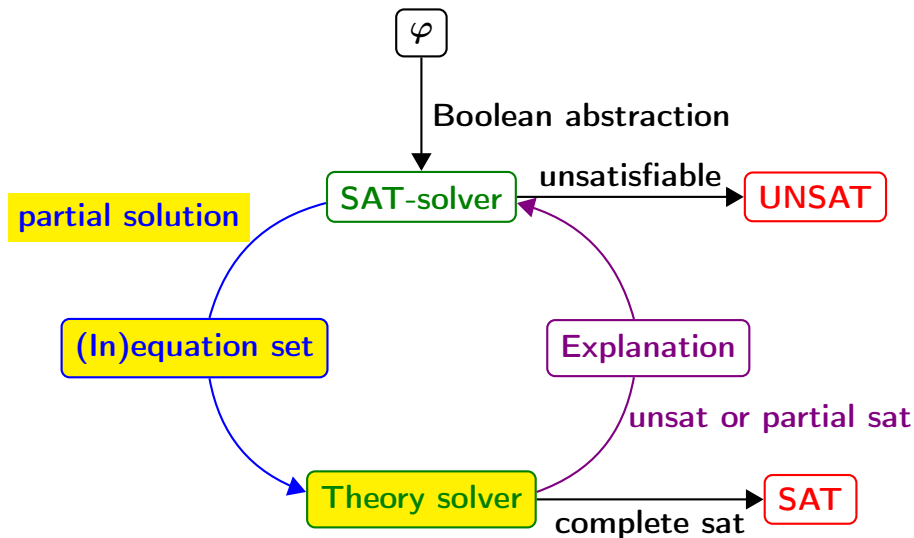 φ
Boolean abstraction
SAT-solver
unsatisfiable
UNSAT
partial solution
(In)equation set
Explanation
unsat or partial sat
Theory solver
complete sat
SAT